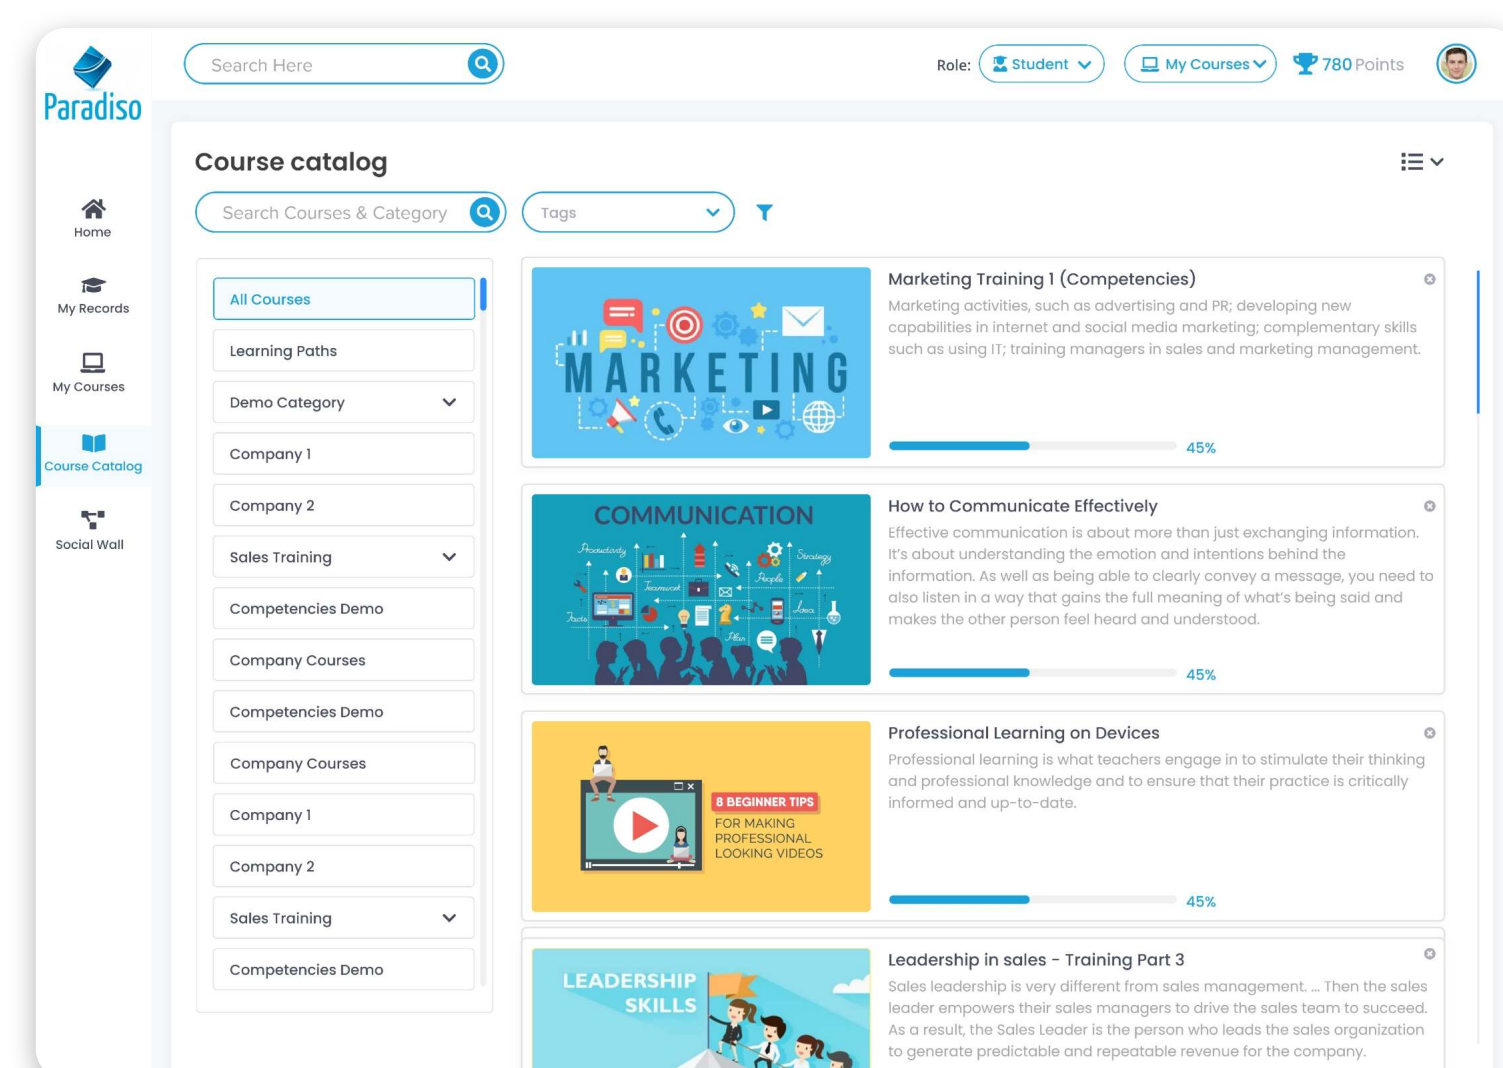 Paradiso
Search Here
Role:
Student
My Courses
780 Points
Home
My Records
My Courses
Course Catalog
Social Wall
Course catalog
Search Courses & Category
Tags
All Courses
Learning Paths
Demo Category
Company 1
Company 2
Sales Training
Competencies Demo
Company Courses
Competencies Demo
Company Courses
Company 1
Company 2
Sales Training
Competencies Demo
MARKETING
Marketing Training 1 (Competencies)
Marketing activities, such as advertising and PR; developing new
capabilities in internet and social media marketing; complementary skills
such as using IT; training managers in sales and marketing management.
45%
COMMUNICATION
Productivity
Strategy
Teamwork
People
Facts
Idea
Plan
How to Communicate Effectively
Effective communication is about more than just exchanging information.
It's about understanding the emotion and intentions behind the
information. As well as being able to clearly convey a message, you need to
also listen in a way that gains the full meaning of what's being said and
makes the other person feel heard and understood.
45%
8 BEGINNER TIPS
FOR MAKING
PROFESSIONAL
LOOKING VIDEOS
Professional Learning on Devices
Professional learning is what teachers engage in to stimulate their thinking
and professional knowledge and to ensure that their practice is critically
informed and up-to-date.
45%
LEADERSHIP
SKILLS
Leadership in sales - Training Part 3
Sales leadership is very different from sales management. ... Then the sales
leader empowers their sales managers to drive the sales team to succeed.
As a result, the Sales Leader is the person who leads the sales organization
to generate predictable and repeatable revenue for the company.